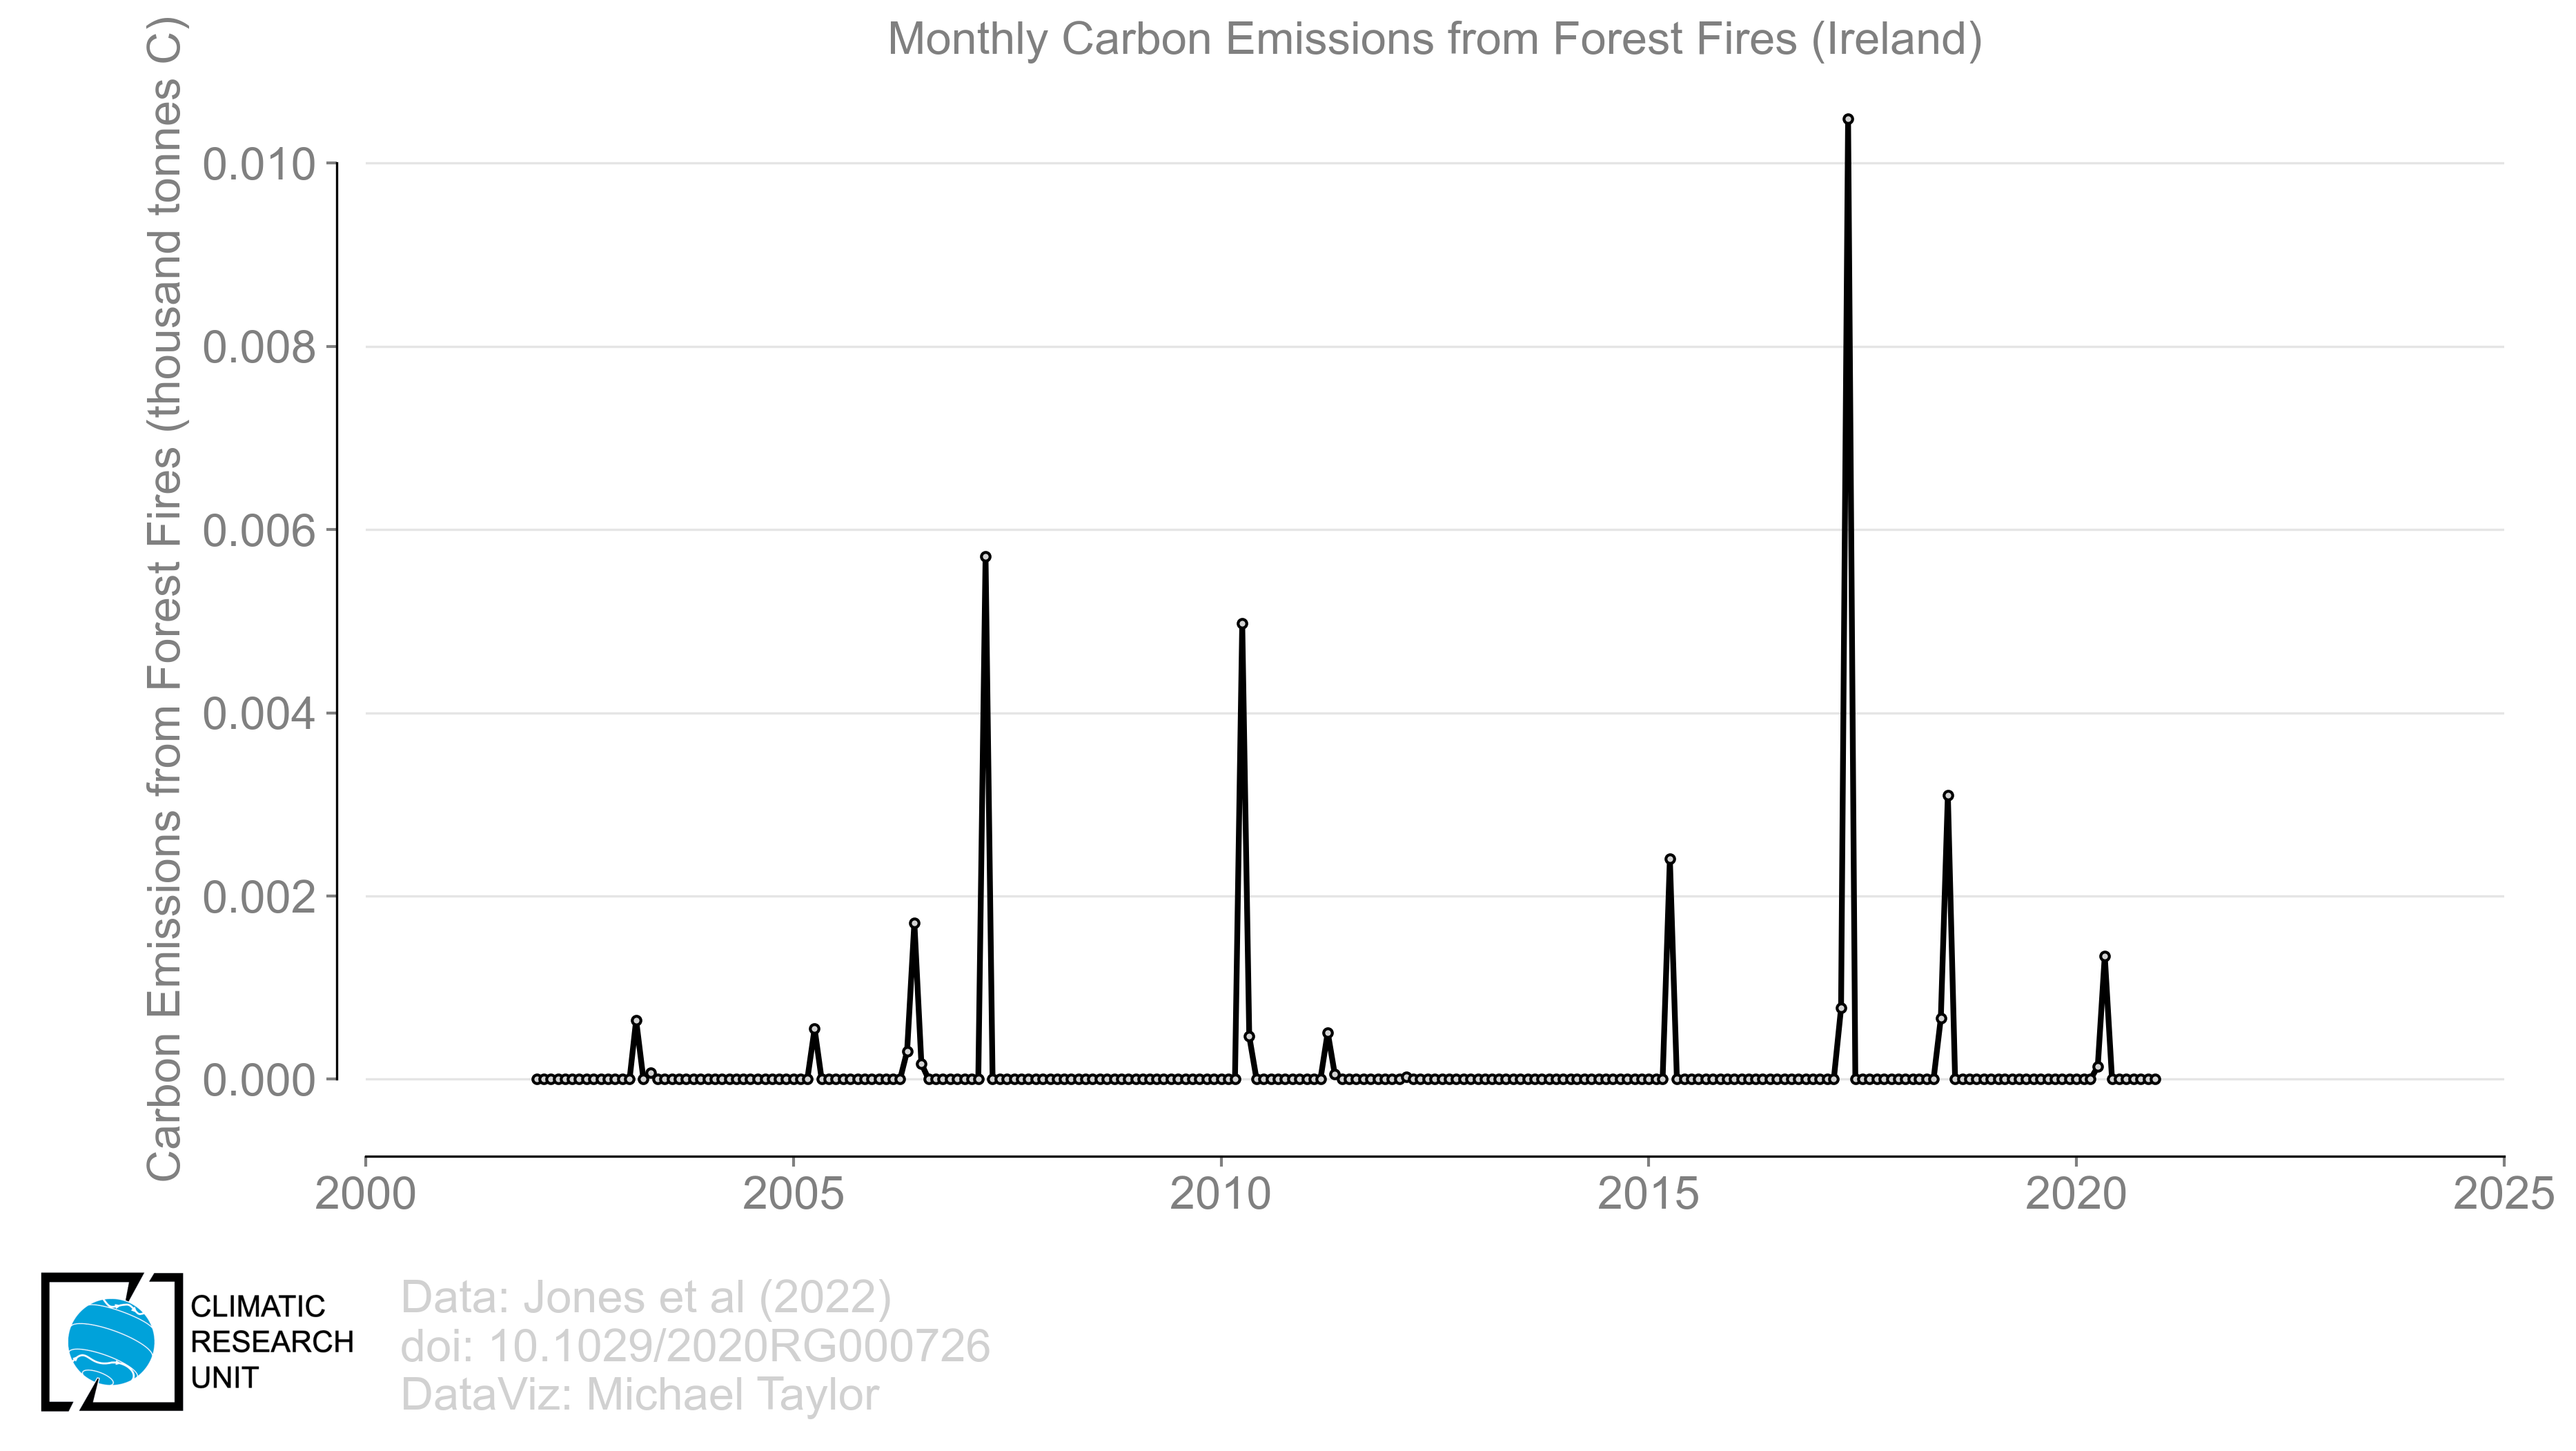 Monthly Carbon Emissions from Forest Fires (Ireland)
Carbon Emissions from Forest Fires (thousand tonnes C)
0.010
0.008
0.006
0.004
0.002
0.000
2000 2005 2010 2015 2020 2025
CLIMATIC
RESEARCH
UNIT
Data: Jones et al (2022)
doi: 10.1029/2020RG000726
DataViz: Michael Taylor